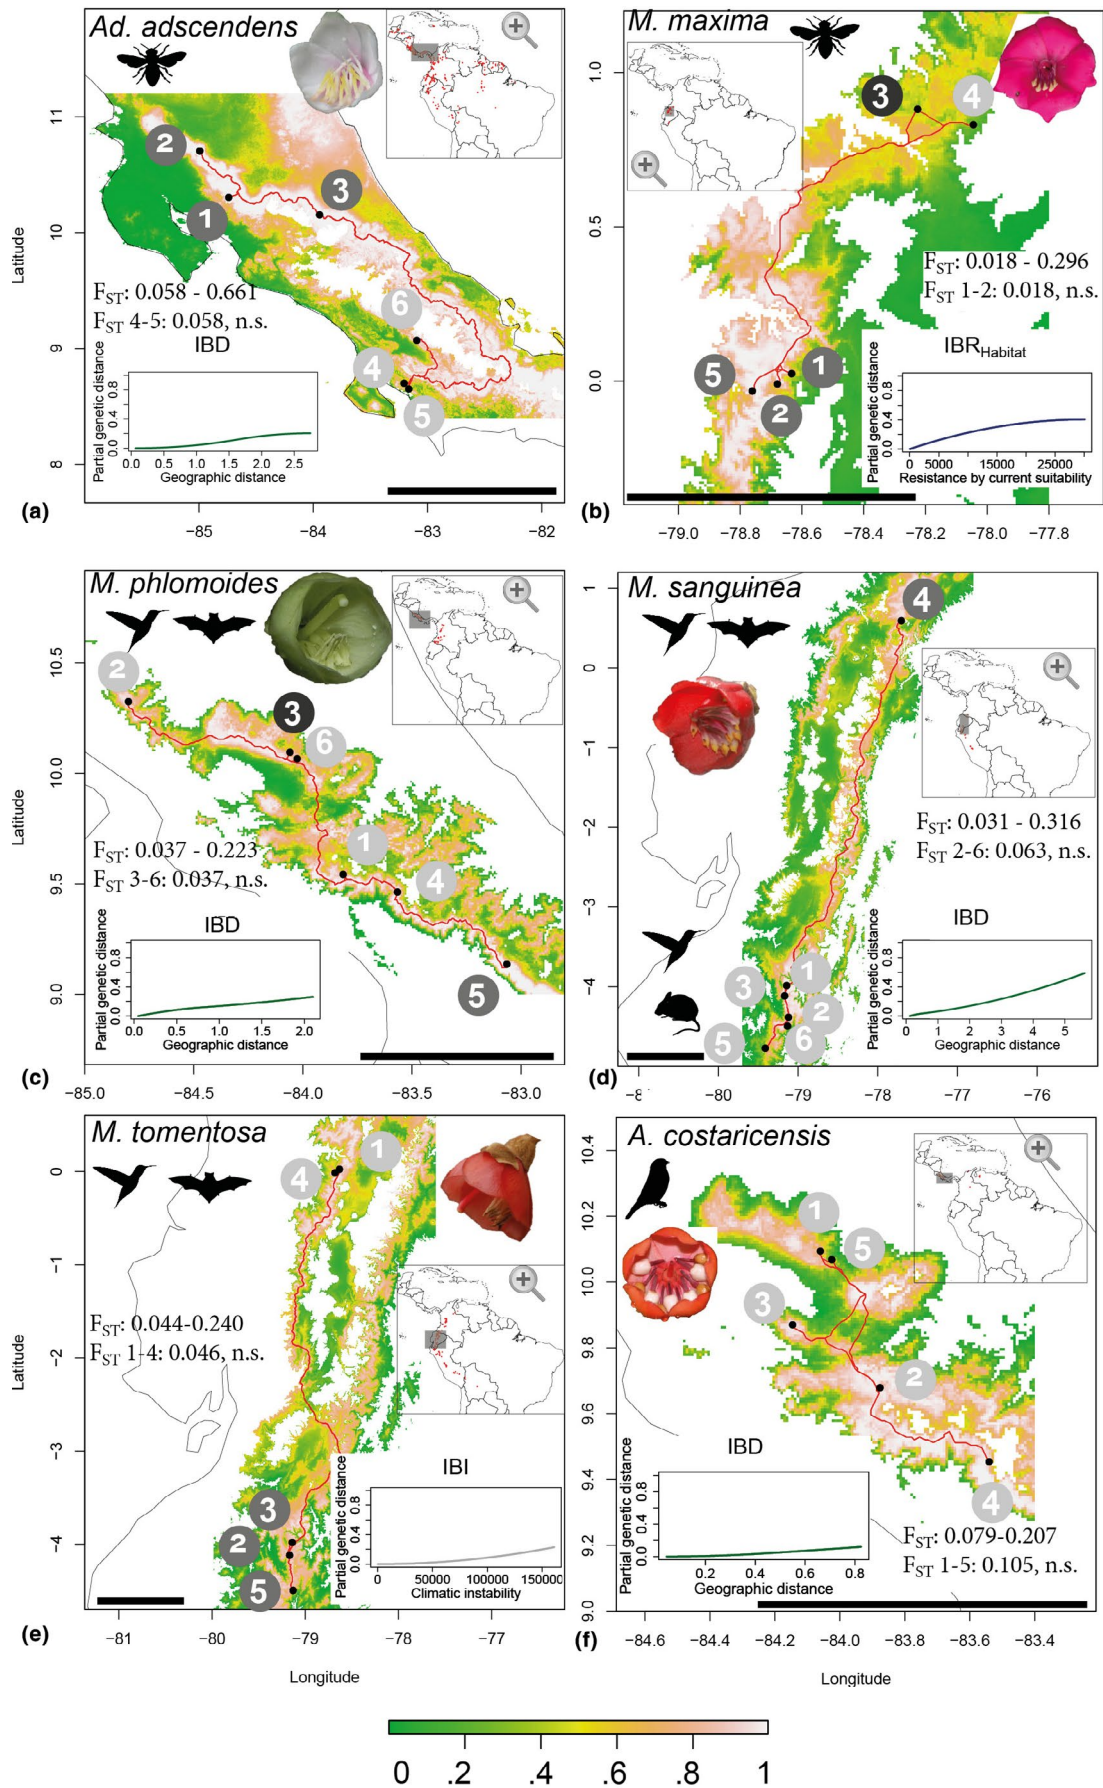 Ad. adscendens
2
1
3
6
4
5
F_ST: 0.058 - 0.661
F_ST 4-5: 0.058, n.s.
IBD
Partial genetic distance
0.0 0.4 0.8
0.0 0.5 1.0 1.5 2.0 2.5
Geographic distance
Latitude
11
10
9
8
−85 −84 −83 −82
(a)
M. maxima
3
4
5
1
2
F_ST: 0.018 - 0.296
F_ST 1-2: 0.018, n.s.
IBR_Habitat
Partial genetic distance
0.0 0.4 0.8
5000 15000 25000
Resistance by current suitability
1.0
0.5
0.0
−79.0 −78.8 −78.6 −78.4 −78.2 −78.0 −77.8
(b)
M. phlomoides
2
3
6
1
4
5
F_ST: 0.037 - 0.223
F_ST 3-6: 0.037, n.s.
IBD
Partial genetic distance
0.0 0.4 0.8
0.0 0.5 1.0 1.5 2.0
Geographic distance
Latitude
10.5
10.0
9.5
9.0
−85.0 −84.5 −84.0 −83.5 −83.0
(c)
M. sanguinea
4
3
1
2
5
6
F_ST: 0.031 - 0.316
F_ST 2-6: 0.063, n.s.
IBD
Partial genetic distance
0.0 0.4 0.8
0 1 2 3 4 5
Geographic distance
0
−1
−2
−3
−4
−80 −79 −78 −77 −76
(d)
M. tomentosa
4
1
3
2
5
F_ST: 0.044-0.240
F_ST 1-4: 0.046, n.s.
IBI
Partial genetic distance
0.0 0.4 0.8
0 50000 100000 150000
Climatic instability
Latitude
0
−1
−2
−3
−4
−81 −80 −79 −78 −77
Longitude
(e)
A. costaricensis
1
5
3
2
4
IBD
F_ST: 0.079-0.207
F_ST 1-5: 0.105, n.s.
Partial genetic distance
0.0 0.4 0.8
0.2 0.4 0.6 0.8
Geographic distance
10.4
10.2
10.0
9.8
9.6
9.4
9.2
9.0
−84.6 −84.4 −84.2 −84.0 −83.8 −83.6 −83.4
Longitude
(f)
0 .2 .4 .6 .8 1